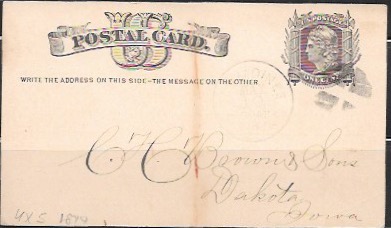 U.S. POSTAGE
POSTAL CARD.
ONE CENT
WRITE THE ADDRESS ON THIS SIDE-THE MESSAGE ON THE OTHER
C. H. Brown & Sons
Dakota
Iowa
UX5 1879